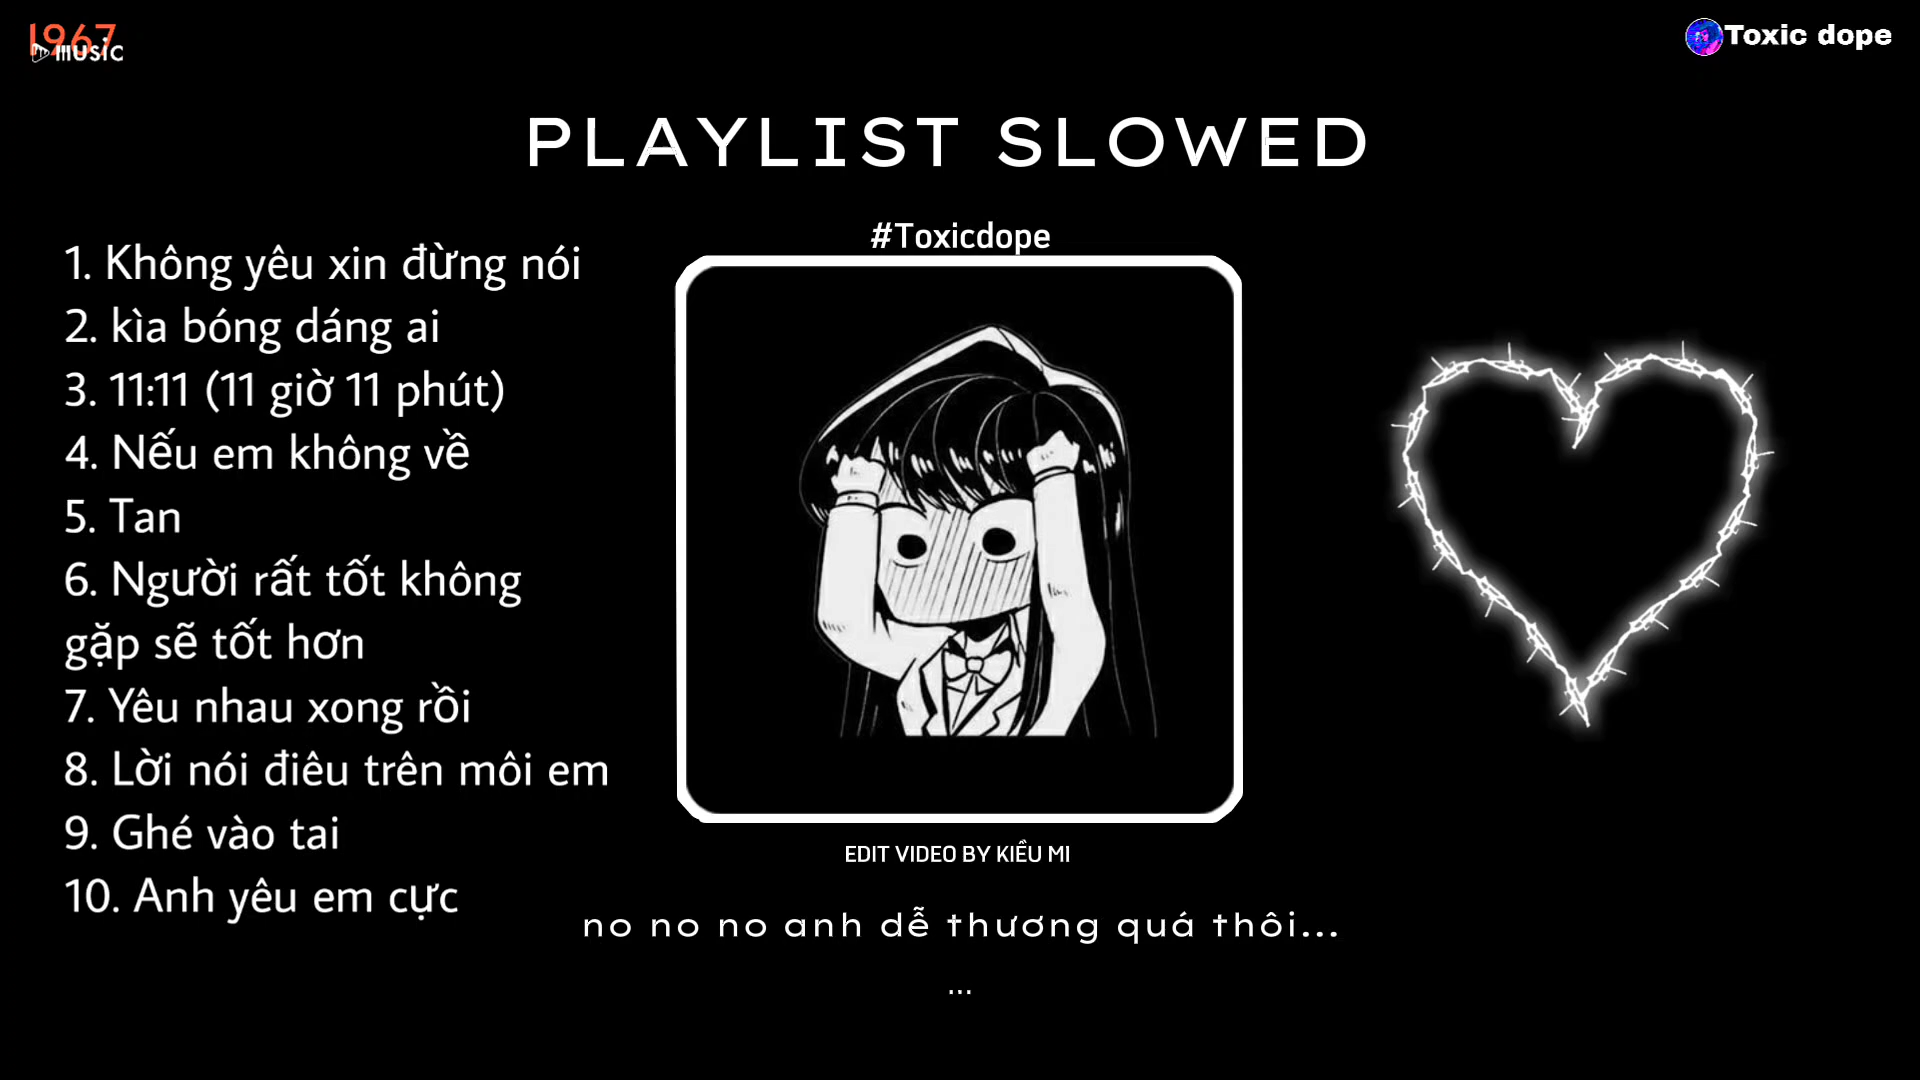 1967
MUSIC
Toxic dope
PLAYLIST SLOWED
#Toxicdope
1. Không yêu xin đừng nói
2. kìa bóng dáng ai
3. 11:11 (11 giờ 11 phút)
4. Nếu em không về
5. Tan
6. Người rất tốt không
gặp sẽ tốt hơn
7. Yêu nhau xong rồi
8. Lời nói điêu trên môi em
9. Ghé vào tai
10. Anh yêu em cực
EDIT VIDEO BY KIỀU MI
no no no anh dễ thương quá thôi...
...